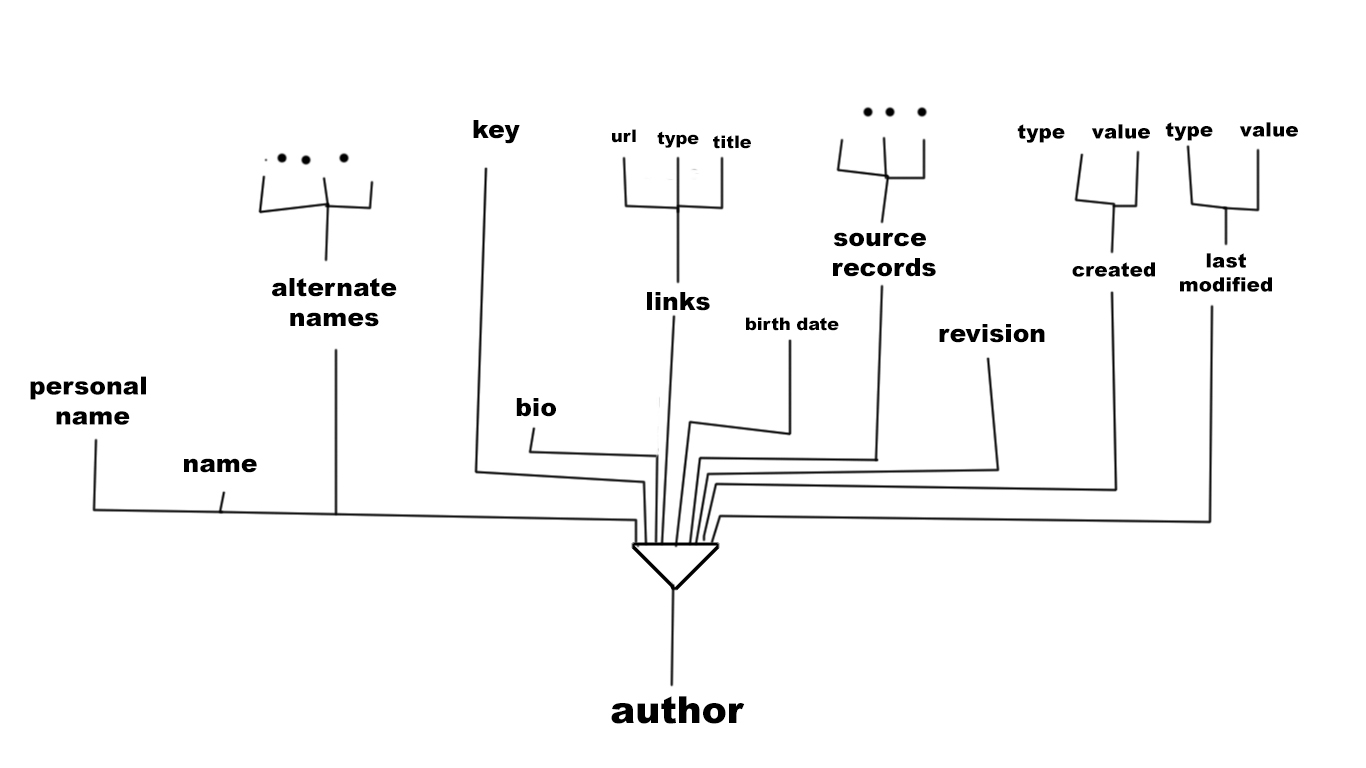 key
url type title
type value type value
source
records
last
modified
created
alternate
names
links
birth date
revision
personal
name
bio
name
author